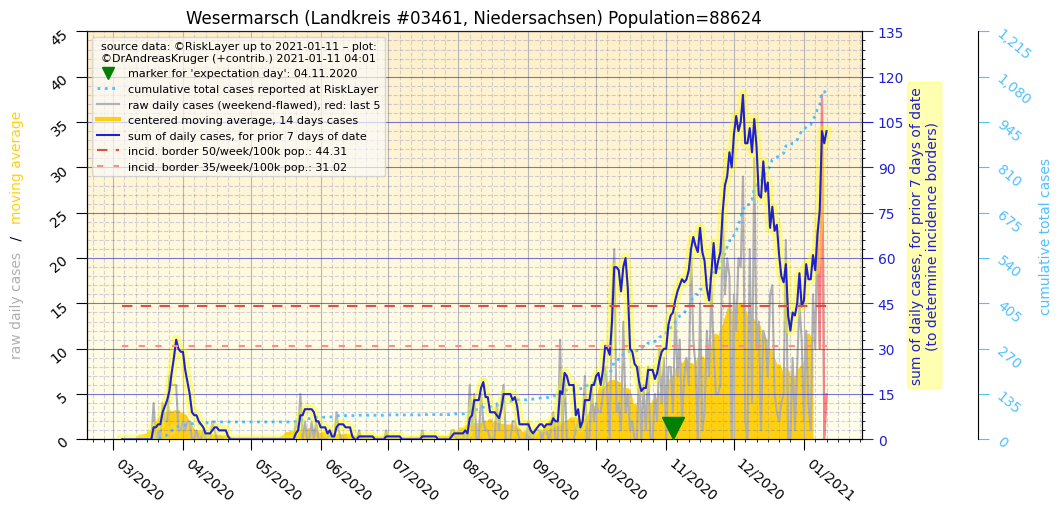 Wesermarsch (Landkreis #03461, Niedersachsen) Population=88624
source data: ©RiskLayer up to 2021-01-11 – plot:
©DrAndreasKruger (+contrib.) 2021-01-11 04:01
marker for 'expectation day': 04.11.2020
cumulative total cases reported at RiskLayer
raw daily cases (weekend-flawed), red: last 5
centered moving average, 14 days cases
sum of daily cases, for prior 7 days of date
incid. border 50/week/100k pop.: 44.31
incid. border 35/week/100k pop.: 31.02
raw daily cases / moving average
45
40
35
30
25
20
15
10
5
0
03/2020
04/2020
05/2020
06/2020
07/2020
08/2020
09/2020
10/2020
11/2020
12/2020
01/2021
135
120
105
90
75
60
45
30
15
0
sum of daily cases, for prior 7 days of date
(to determine incidence borders)
1,215
1,080
945
810
675
540
405
270
135
0
cumulative total cases